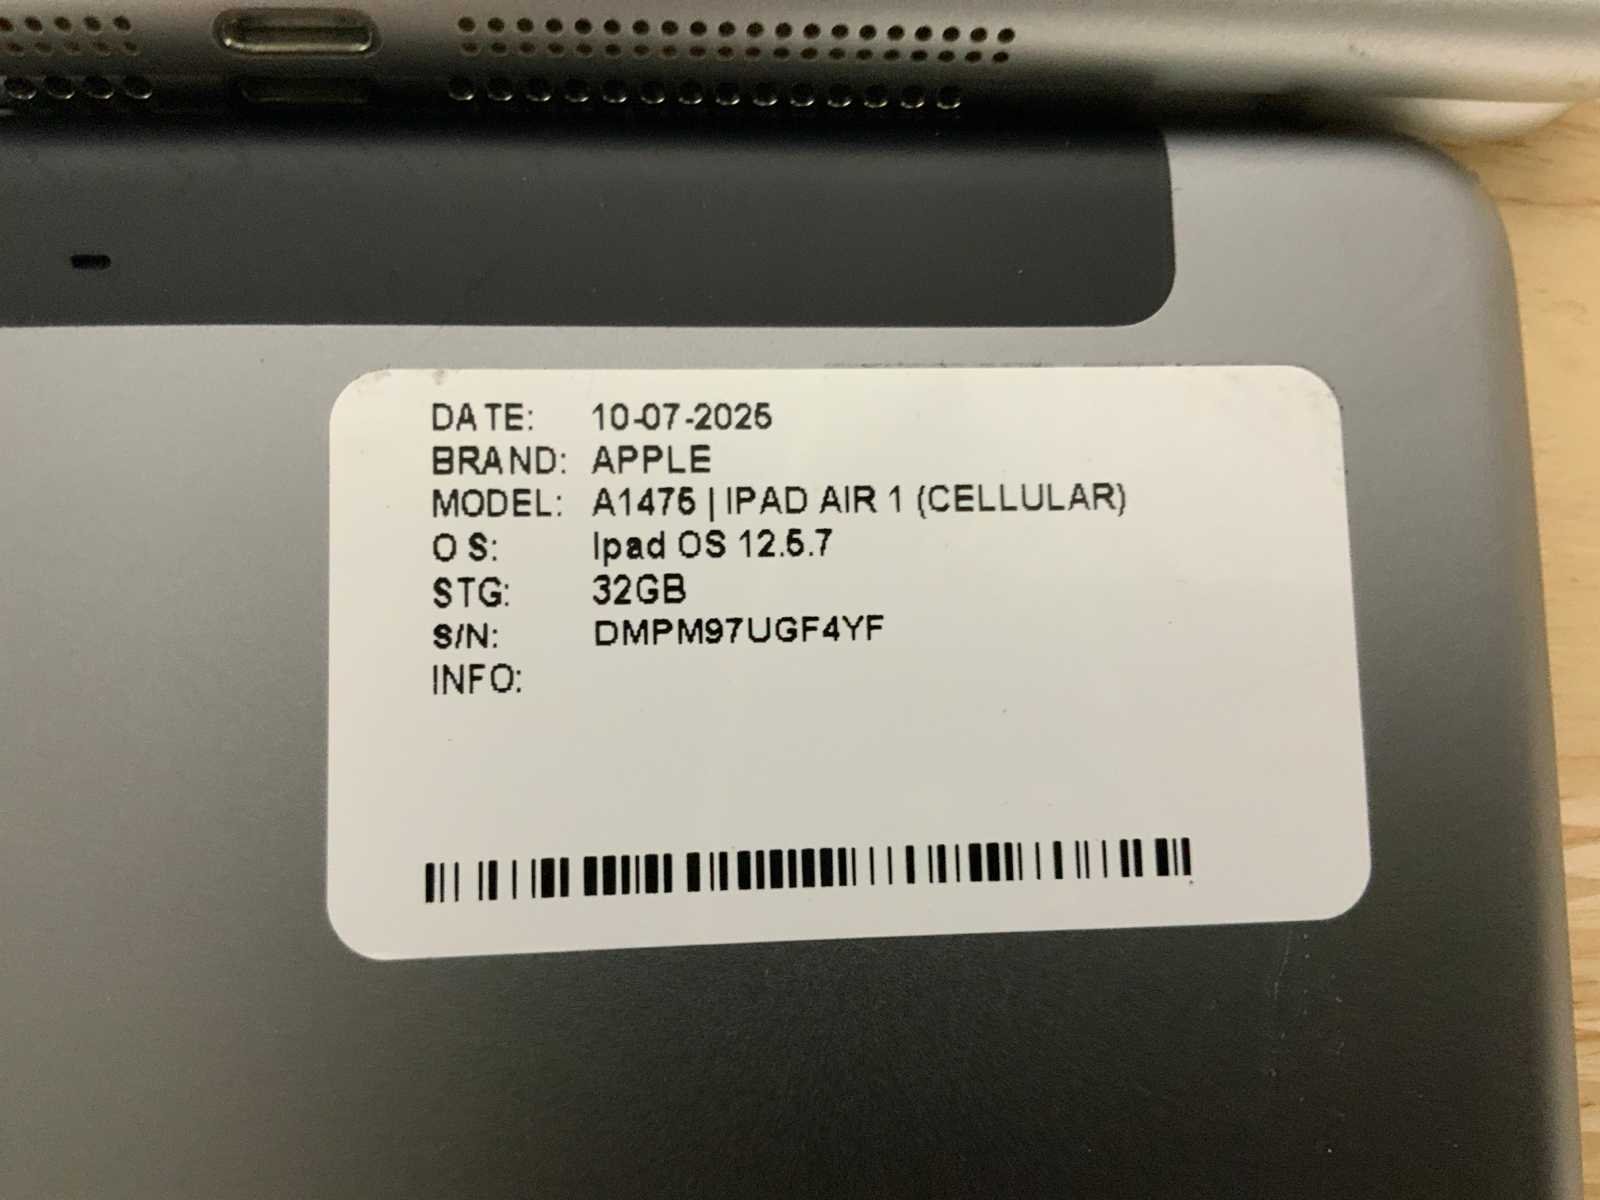 DATE: 10-07-2025
BRAND: APPLE
MODEL: A1475 | IPAD AIR 1 (CELLULAR)
OS: Ipad OS 12.5.7
STG: 32GB
S/N: DMPM97UGF4YF
INFO: